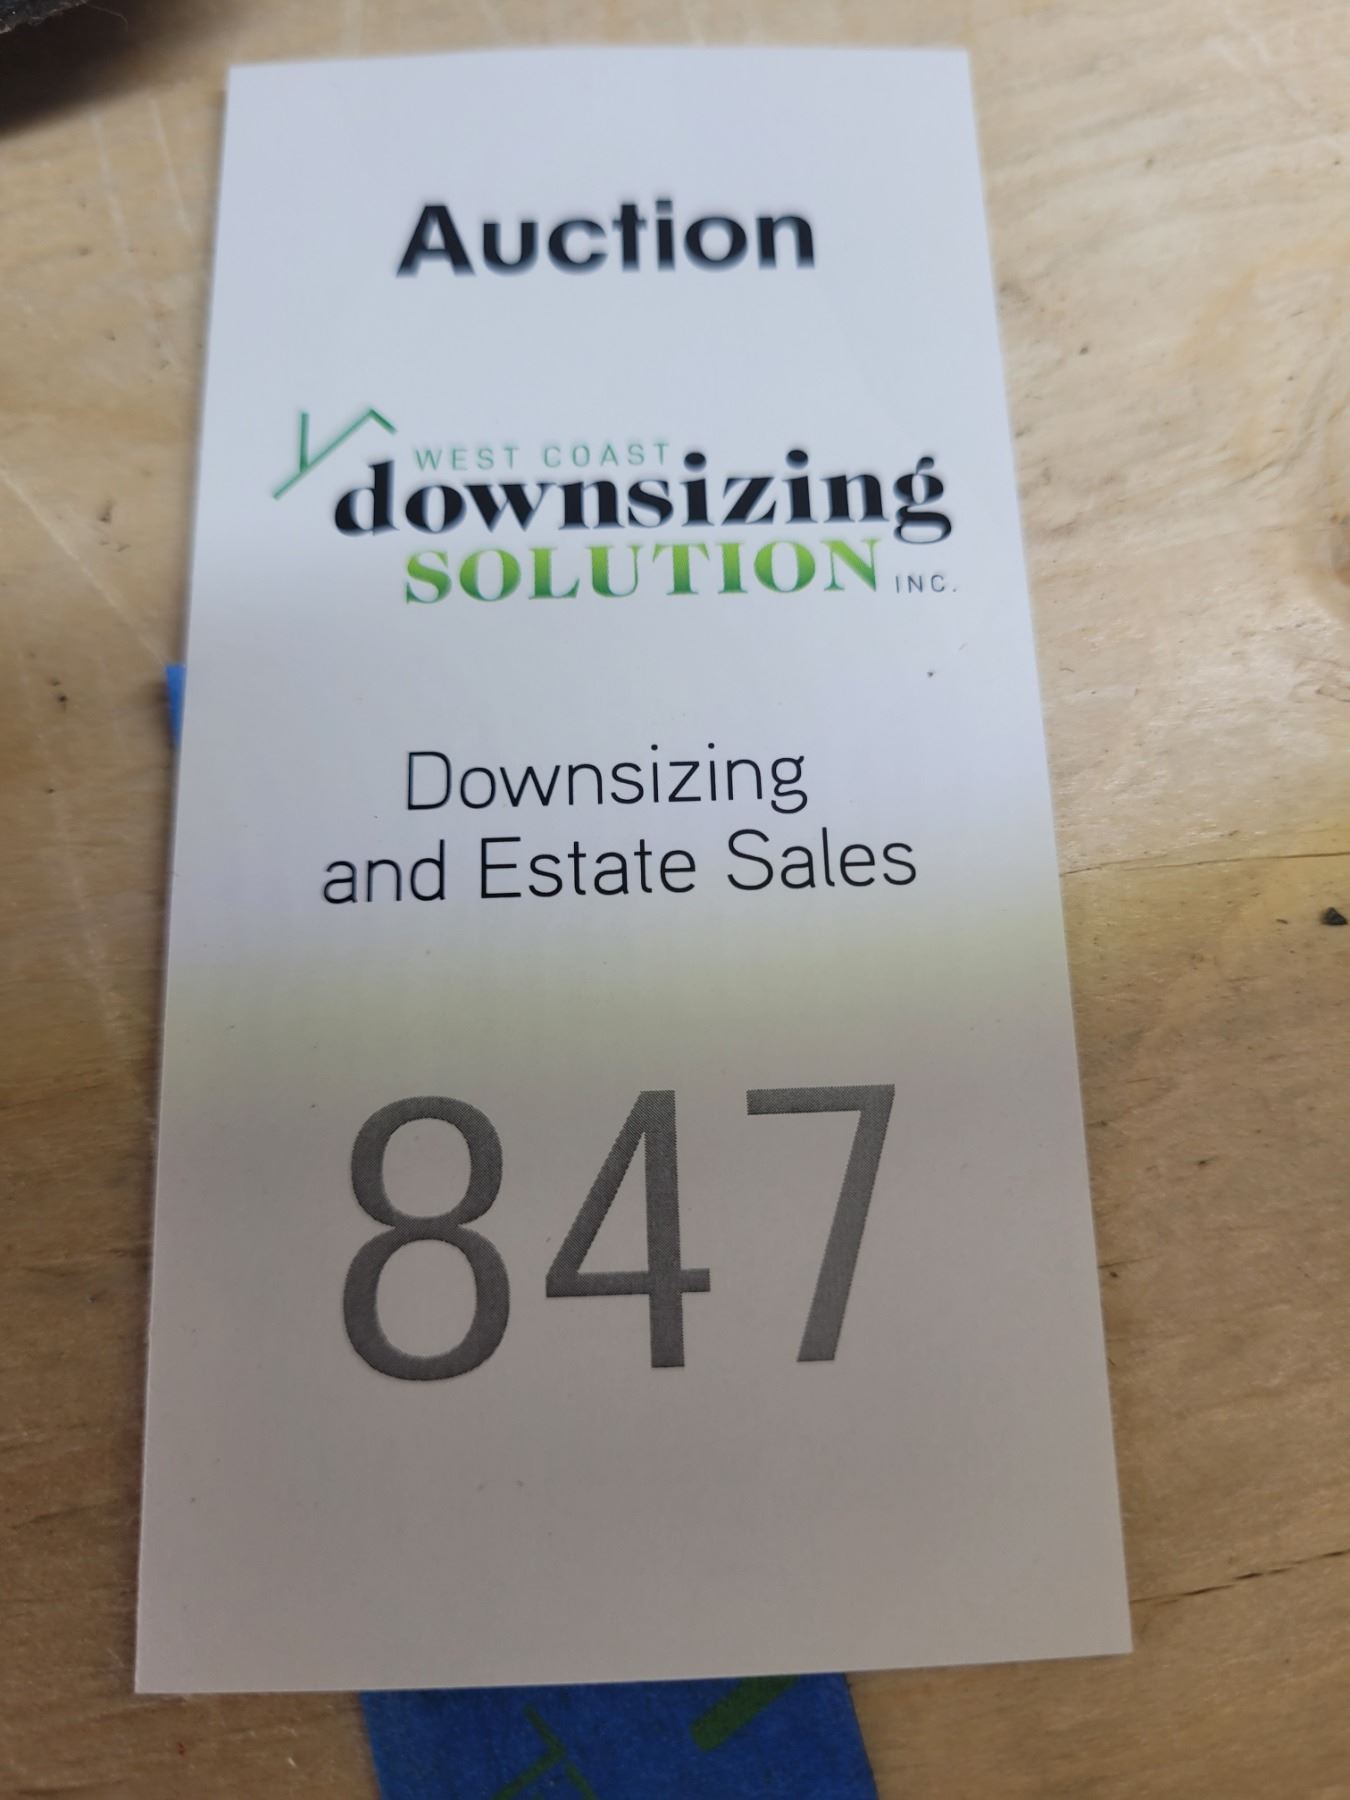 Auction
WEST COAST
downsizing
SOLUTION INC.
Downsizing
and Estate Sales
847